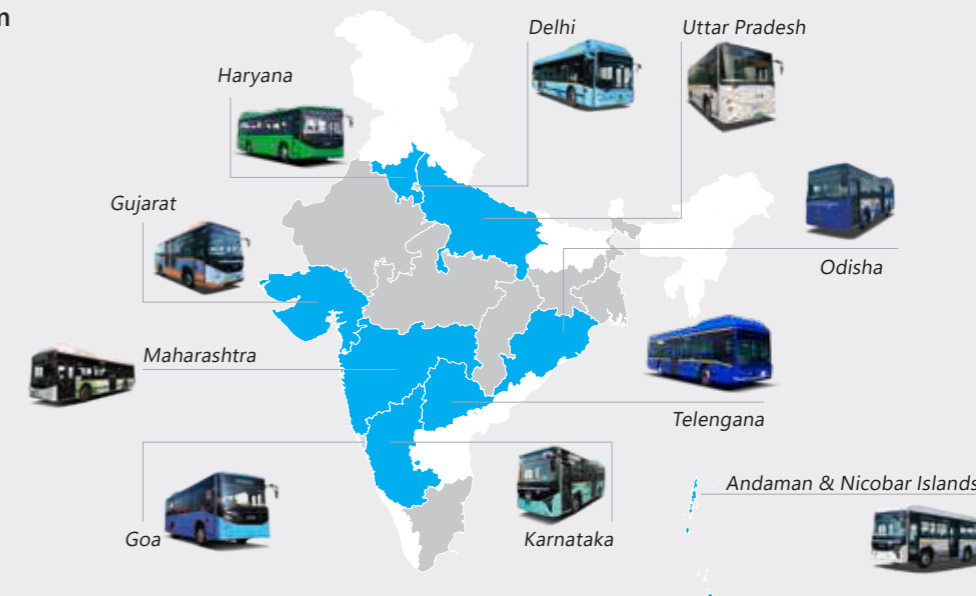 n
Delhi
Uttar Pradesh
Haryana
Gujarat
Odisha
Maharashtra
Telengana
Andaman & Nicobar Islands
Goa
Karnataka